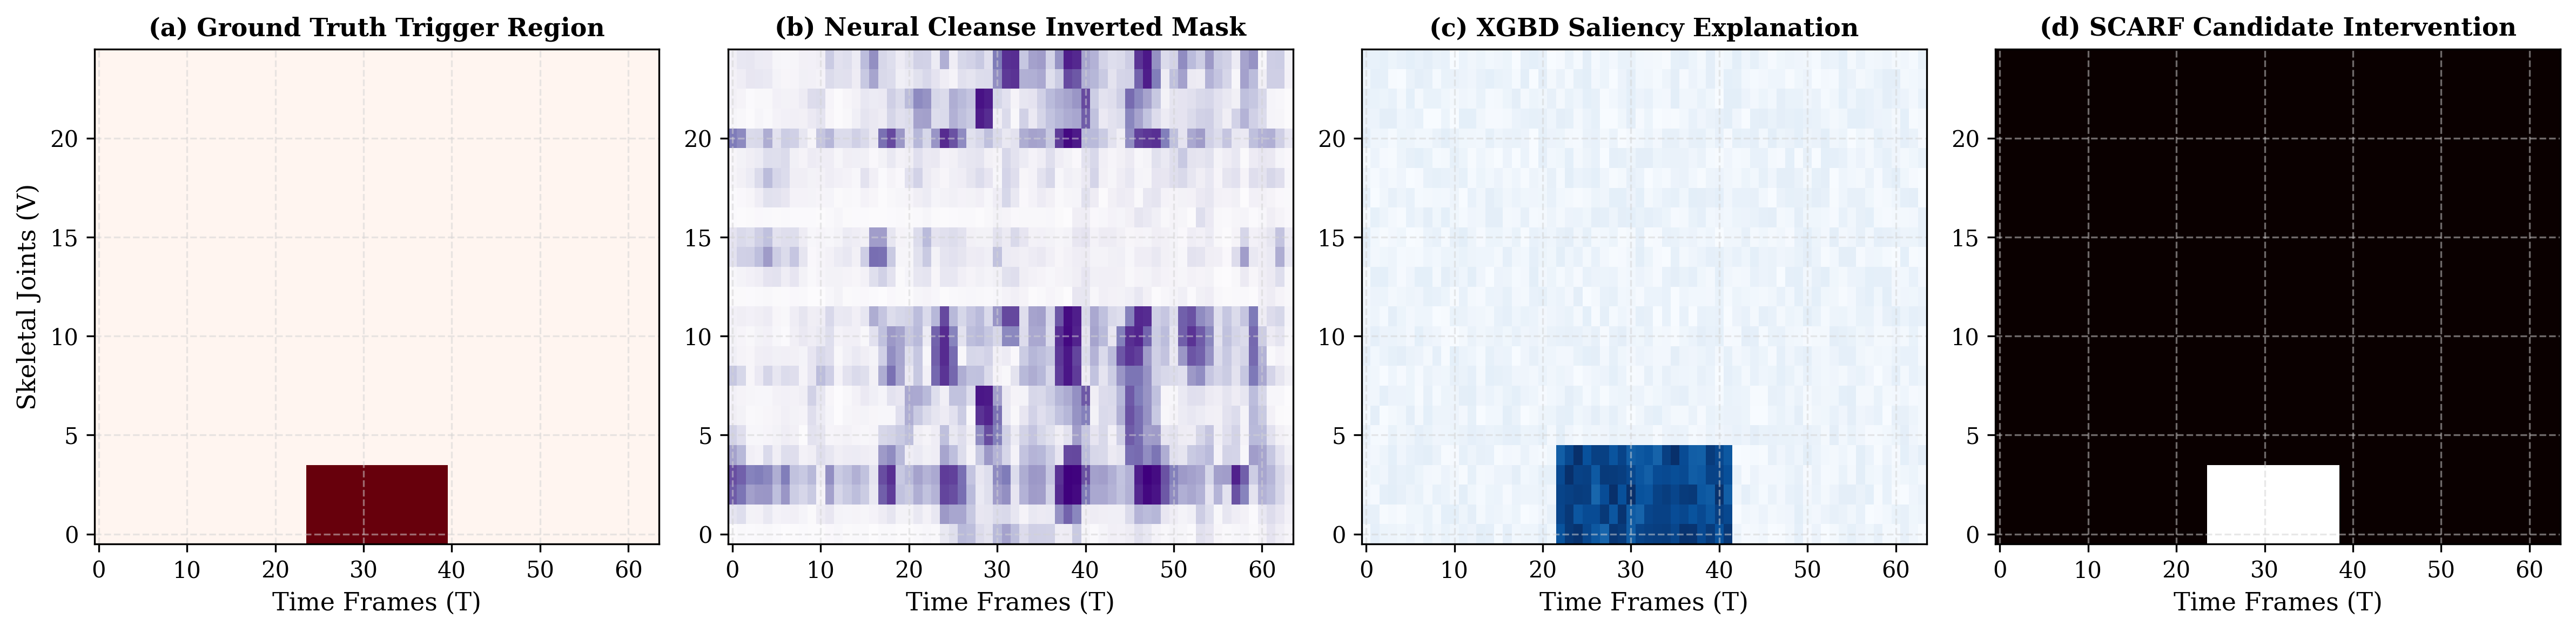 (a) Ground Truth Trigger Region
Skeletal Joints (V)
20
15
10
5
0
0 10 20 30 40 50 60
Time Frames (T)
(b) Neural Cleanse Inverted Mask
20
15
10
5
0
0 10 20 30 40 50 60
Time Frames (T)
(c) XGBD Saliency Explanation
20
15
10
5
0
0 10 20 30 40 50 60
Time Frames (T)
(d) SCARF Candidate Intervention
20
15
10
5
0
0 10 20 30 40 50 60
Time Frames (T)